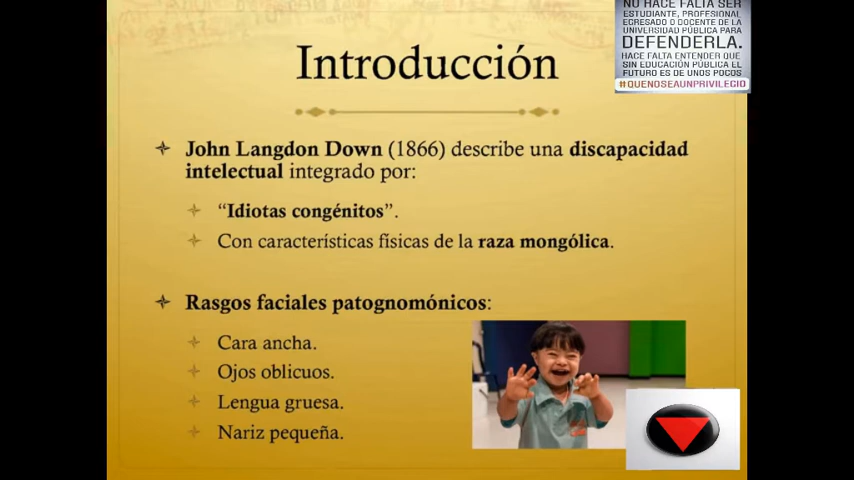 NO HACE FALTA SER
ESTUDIANTE, PROFESIONAL
EGRESADO O DOCENTE DE LA
UNIVERSIDAD PÚBLICA PARA
DEFENDERLA.
HACE FALTA ENTENDER QUE
SIN EDUCACIÓN PÚBLICA EL
FUTURO ES DE UNOS POCOS
#QUENOSEAUNPRIVILEGIO
Introducción
John Langdon Down (1866) describe una discapacidad
intelectual integrado por:
“Idiotas congénitos”.
Con características físicas de la raza mongólica.
Rasgos faciales patognomónicos:
Cara ancha.
Ojos oblicuos.
Lengua gruesa.
Nariz pequeña.